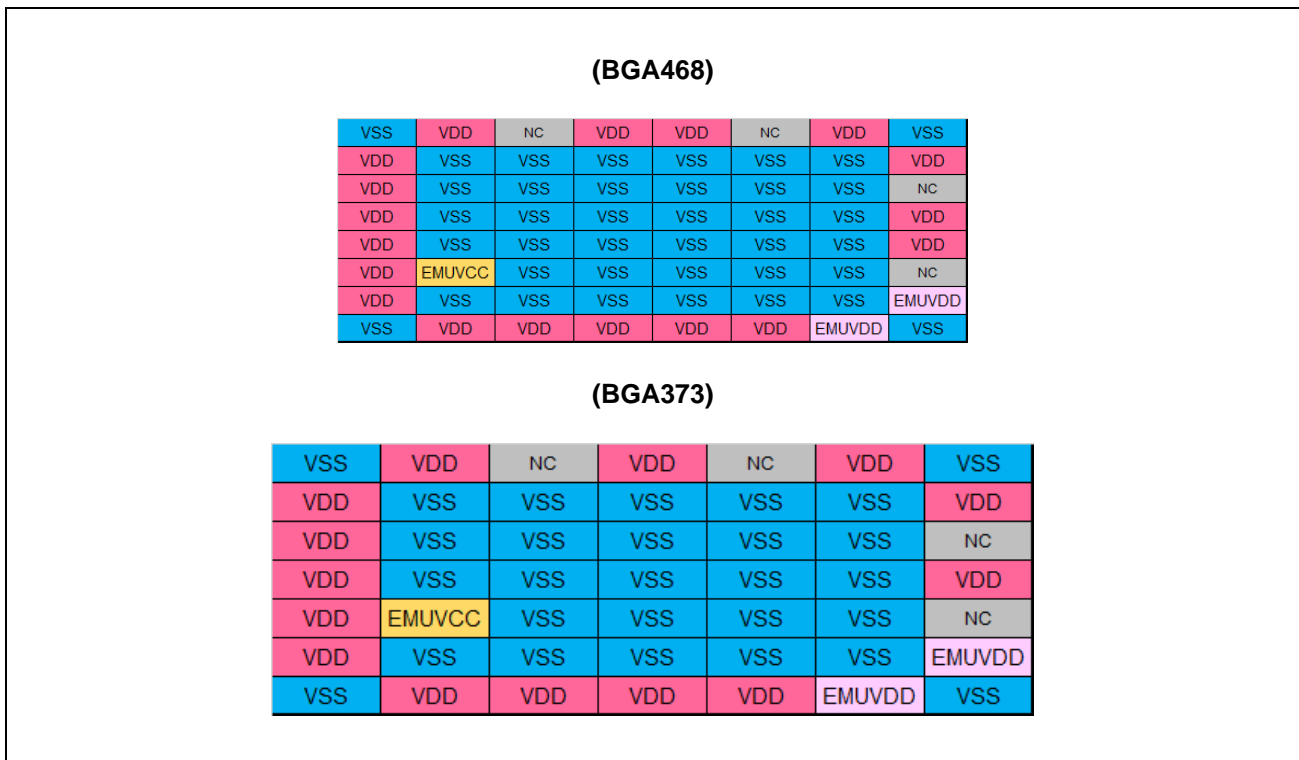 (BGA468)
VSS VDD NC VDD VDD NC VDD VSS
VDD VSS VSS VSS VSS VSS VSS VDD
VDD VSS VSS VSS VSS VSS VSS NC
VDD VSS VSS VSS VSS VSS VSS VDD
VDD VSS VSS VSS VSS VSS VSS VDD
VDD EMUVCC VSS VSS VSS VSS VSS NC
VDD VSS VSS VSS VSS VSS VSS EMUVDD
VSS VDD VDD VDD VDD VDD EMUVDD VSS
(BGA373)
VSS VDD NC VDD NC VDD VSS
VDD VSS VSS VSS VSS VSS VDD
VDD VSS VSS VSS VSS VSS NC
VDD VSS VSS VSS VSS VSS VDD
VDD EMUVCC VSS VSS VSS VSS NC
VDD VSS VSS VSS VSS VSS EMUVDD
VSS VDD VDD VDD VDD EMUVDD VSS